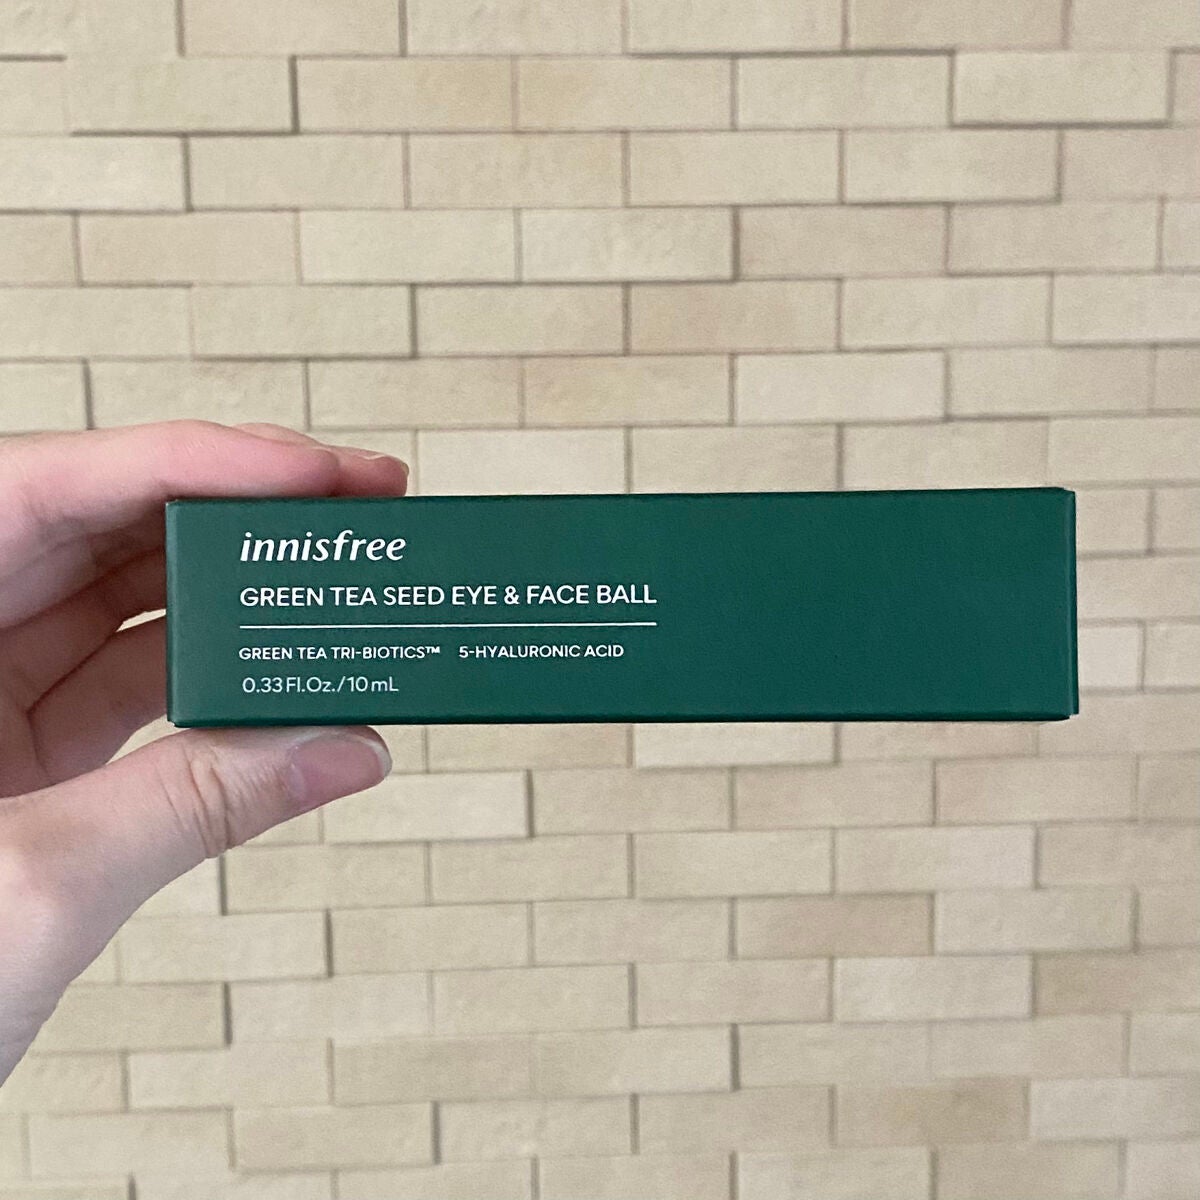 innisfree
GREEN TEA SEED EYE & FACE BALL
GREEN TEA TRI-BIOTICS™ 5-HYALURONIC ACID
0.33 Fl.Oz./10 mL